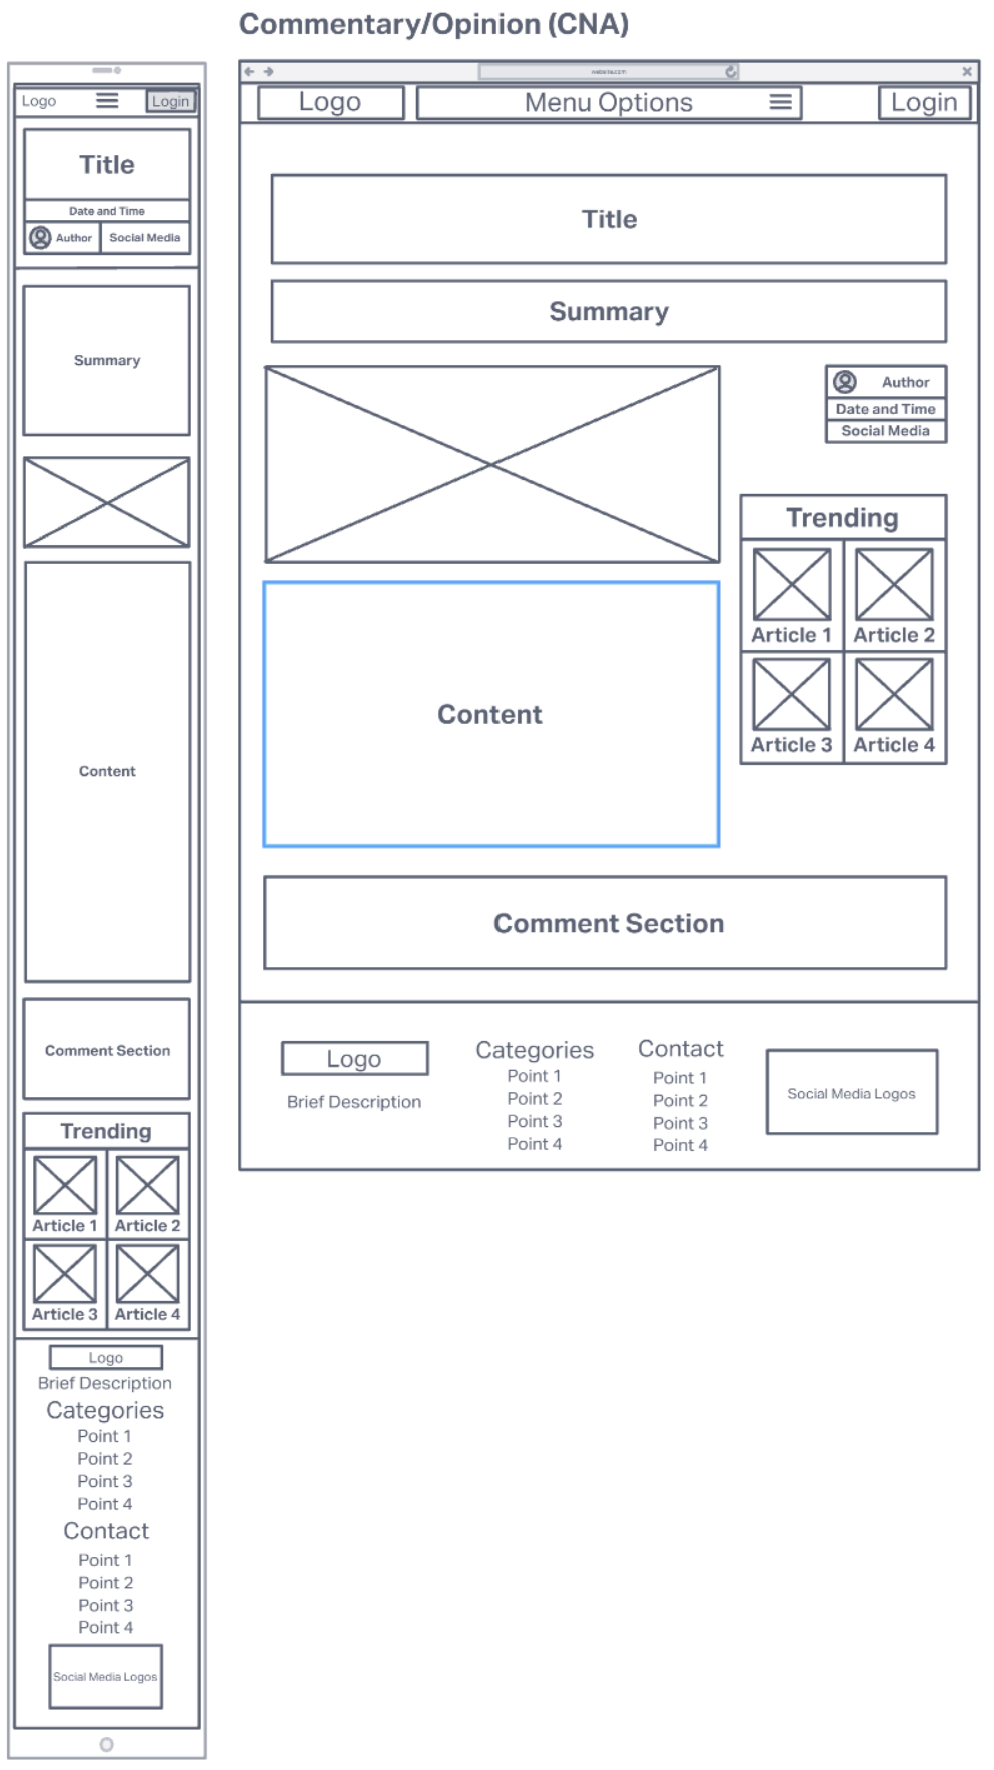 Commentary/Opinion (CNA)
Logo
Login
Title
Date and Time
Author
Social Media
Summary
Content
Comment Section
Trending
Article 1
Article 2
Article 3
Article 4
Logo
Brief Description
Categories
Point 1
Point 2
Point 3
Point 4
Contact
Point 1
Point 2
Point 3
Point 4
Social Media Logos
website.com
Logo
Menu Options
Login
Title
Summary
Author
Date and Time
Social Media
Trending
Article 1
Article 2
Article 3
Article 4
Content
Comment Section
Logo
Brief Description
Categories
Point 1
Point 2
Point 3
Point 4
Contact
Point 1
Point 2
Point 3
Point 4
Social Media Logos